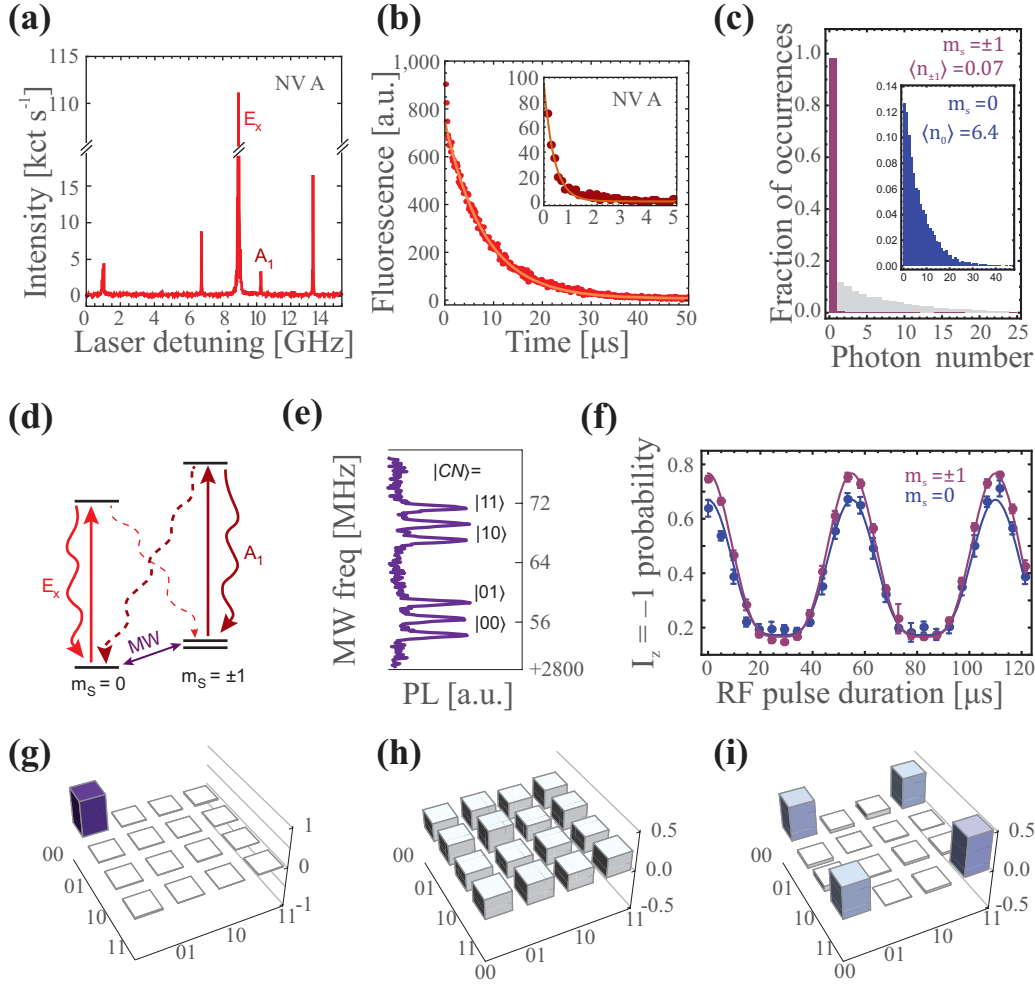 (a)
Intensity [kct s⁻¹]
115
110
15
10
5
0
NV A
Eₓ
A₁
0 2 4 6 8 10 12 14
Laser detuning [GHz]
(b)
Fluorescence [a.u.]
1000
900
800
700
600
500
400
300
200
100
0
0 10 20 30 40 50
Time [μs]
NV A
100
80
60
40
20
0
0 1 2 3 4 5
(c)
Fraction of occurrences
1.0
0.8
0.6
0.4
0.2
0.0
0 5 10 15 20 25
Photon number
mₛ = ±1
⟨n±₁⟩ = 0.07
mₛ = 0
⟨n₀⟩ = 6.4
0.14
0.12
0.10
0.08
0.06
0.04
0.02
0.00
0 10 20 30 40
(d)
Eₓ
A₁
MW
m_S = 0
m_S = ±1
(e)
MW freq [MHz]
|CN⟩=
|11⟩
|10⟩
|01⟩
|00⟩
72
64
56
+2800
PL [a.u.]
(f)
I_z = −1 probability
0.8
0.6
0.4
0.2
mₛ = ±1
mₛ = 0
0 20 40 60 80 100 120
RF pulse duration [μs]
(g)
00
01
10
11
01
10
11
1
0
-1
(h)
00
01
10
11
00
01
10
11
0.5
0.0
-0.5
(i)
00
01
10
11
00
01
10
11
0.5
0.0
-0.5